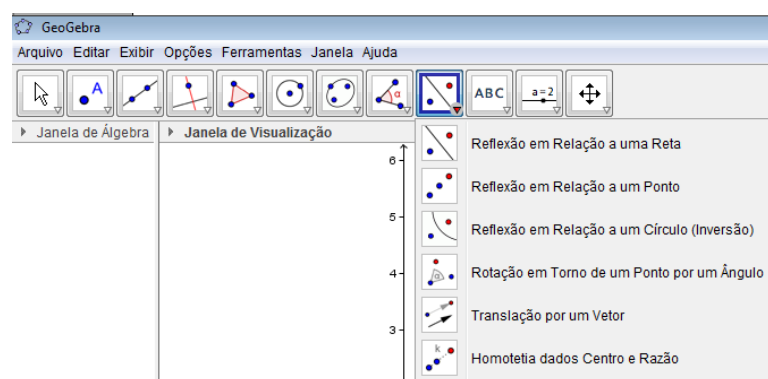 GeoGebra
Arquivo Editar Exibir Opções Ferramentas Janela Ajuda
A
α
ABC
a=2
Janela de Álgebra
Janela de Visualização
6
5
4
3
Reflexão em Relação a uma Reta
Reflexão em Relação a um Ponto
Reflexão em Relação a um Círculo (Inversão)
α
Rotação em Torno de um Ponto por um Ângulo
Translação por um Vetor
k
Homotetia dados Centro e Razão